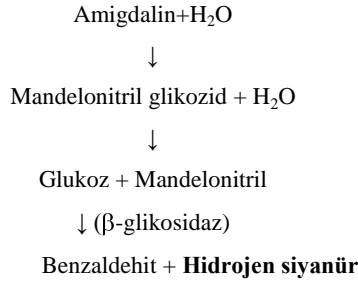 Amigdalin+H₂O
↓
Mandelonitril glikozid + H₂O
↓
Glukoz + Mandelonitril
↓ (β-glikosidaz)
Benzaldehit + Hidrojen siyanür